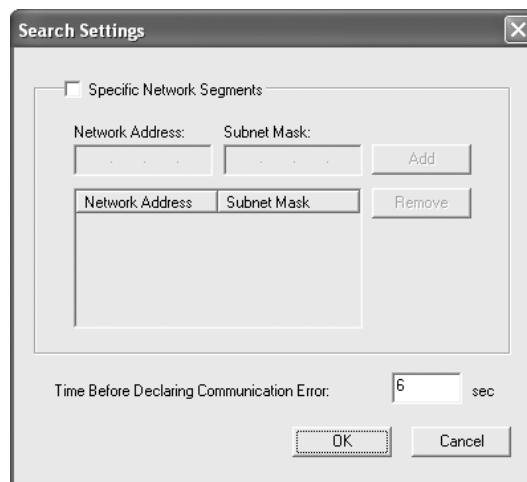 Search Settings
Specific Network Segments
Network Address: Subnet Mask:
. . . . . . Add
Network Address Subnet Mask Remove
Time Before Declaring Communication Error: 6 sec
OK Cancel